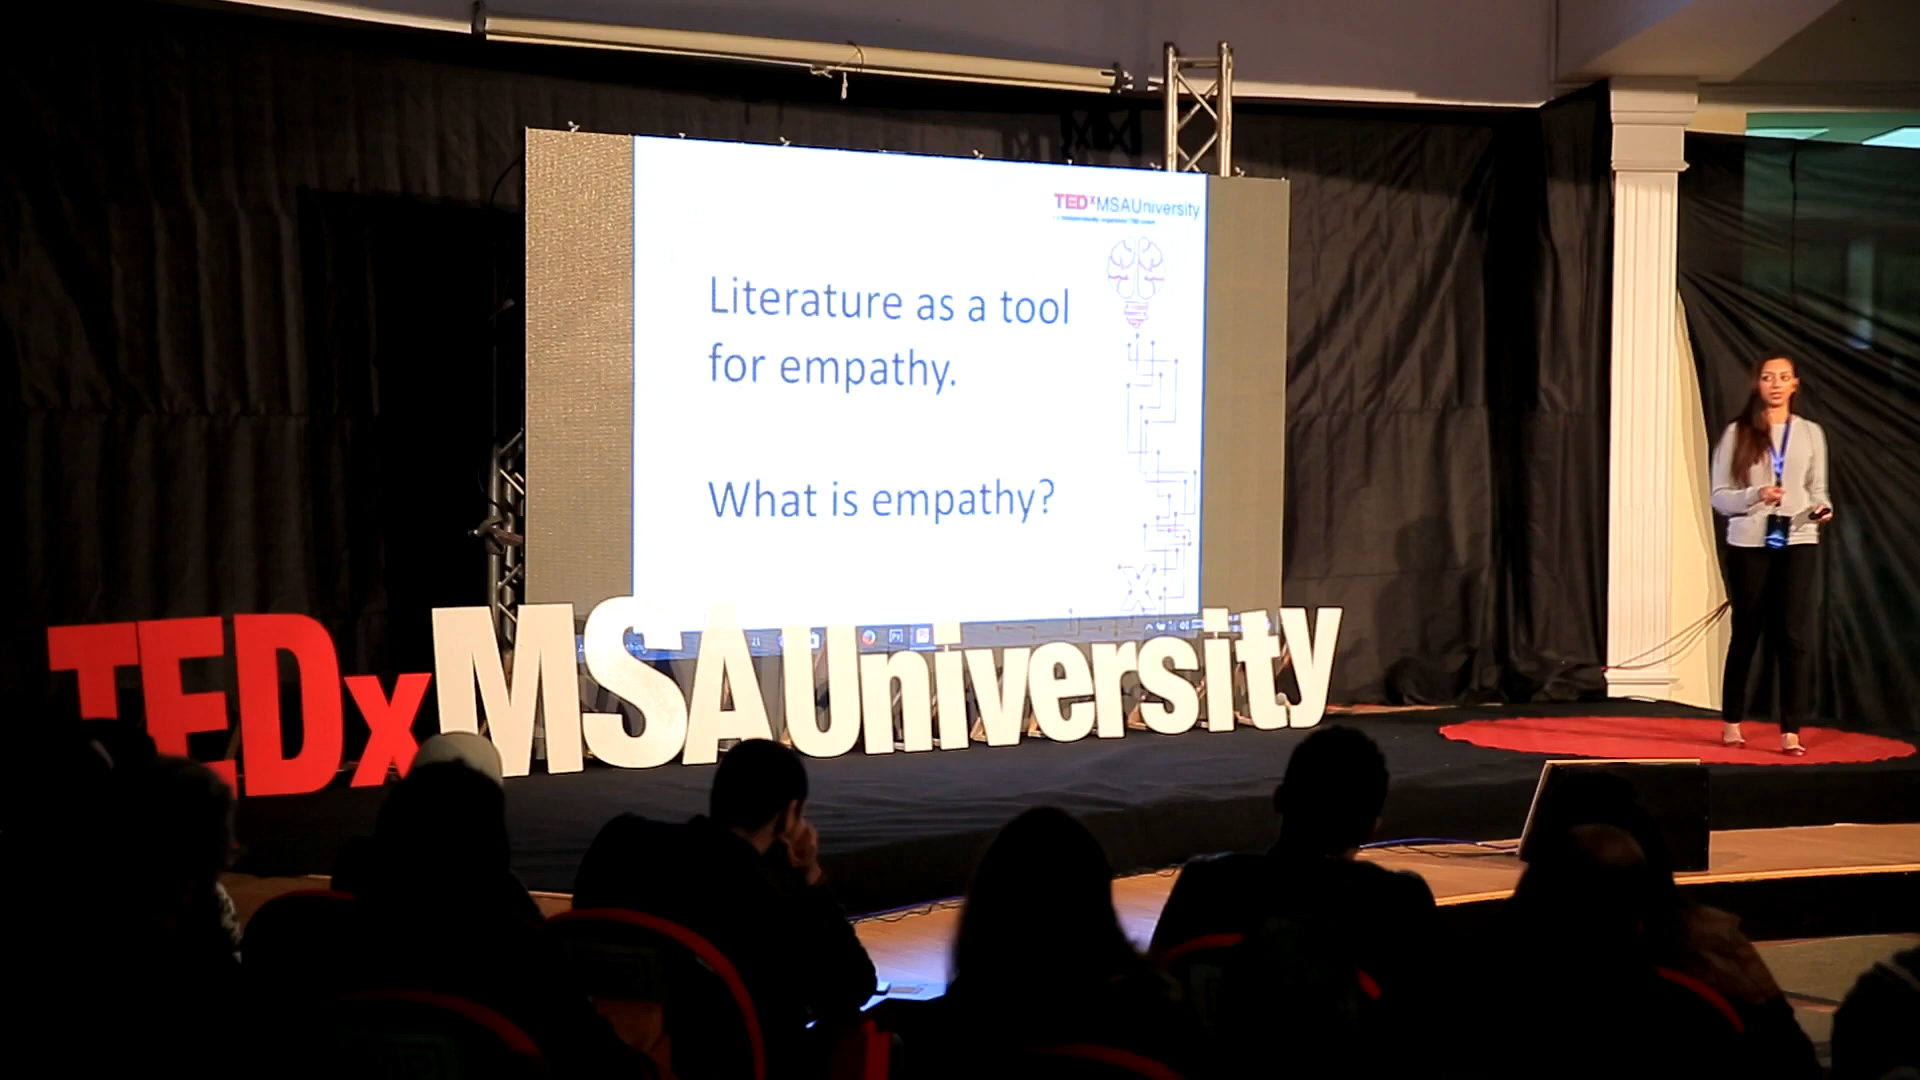 TEDxMSAUniversity
Literature as a tool
for empathy.
What is empathy?
TEDxMSAUniversity